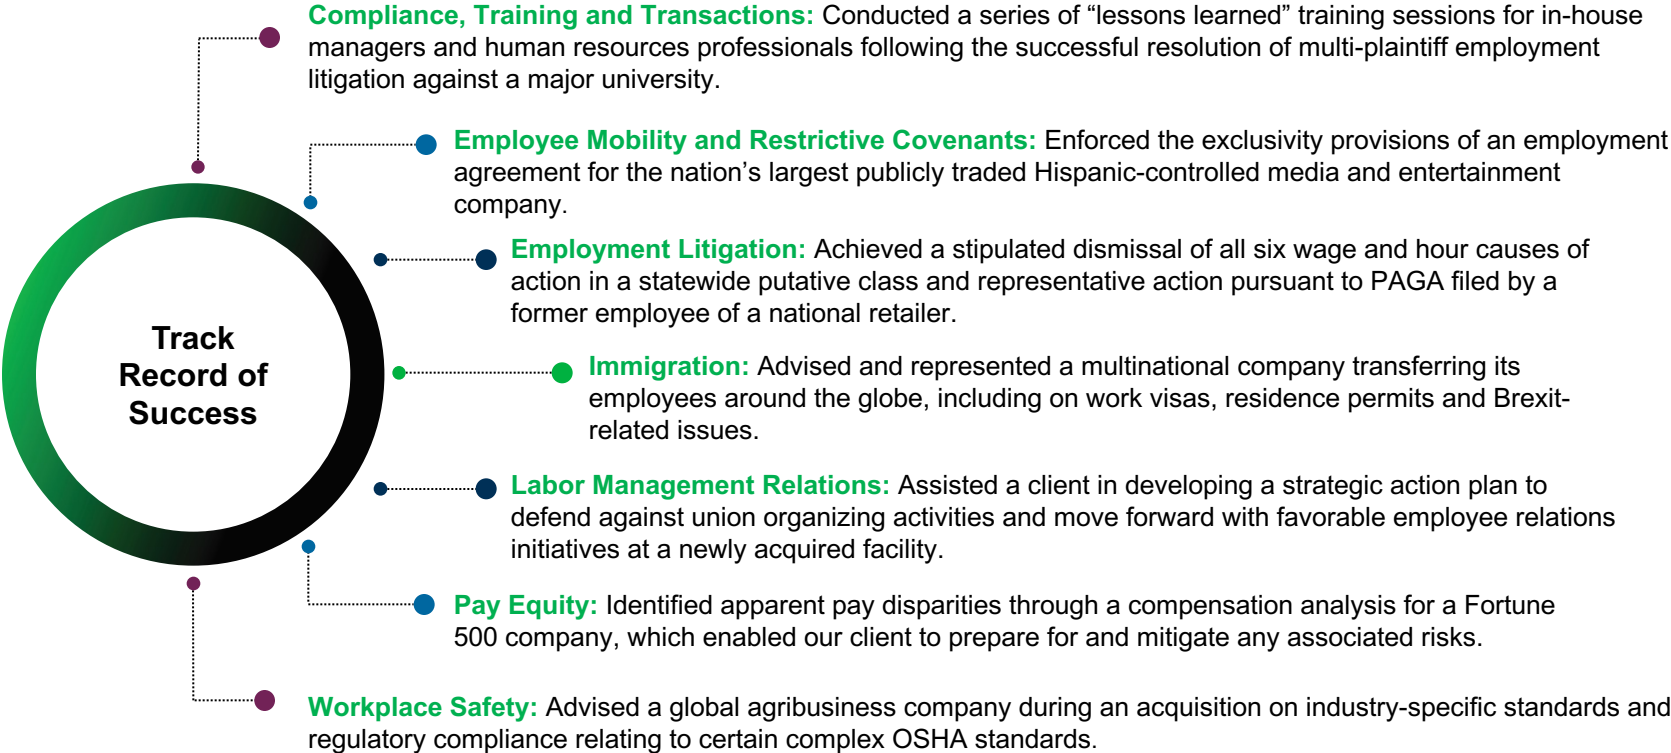 Compliance, Training and Transactions: Conducted a series of “lessons learned” training sessions for in-house
managers and human resources professionals following the successful resolution of multi-plaintiff employment
litigation against a major university.
Employee Mobility and Restrictive Covenants: Enforced the exclusivity provisions of an employment
agreement for the nation’s largest publicly traded Hispanic-controlled media and entertainment
company.
Employment Litigation: Achieved a stipulated dismissal of all six wage and hour causes of
action in a statewide putative class and representative action pursuant to PAGA filed by a
former employee of a national retailer.
Track
Record of
Success
Immigration: Advised and represented a multinational company transferring its
employees around the globe, including on work visas, residence permits and Brexit-
related issues.
Labor Management Relations: Assisted a client in developing a strategic action plan to
defend against union organizing activities and move forward with favorable employee relations
initiatives at a newly acquired facility.
Pay Equity: Identified apparent pay disparities through a compensation analysis for a Fortune
500 company, which enabled our client to prepare for and mitigate any associated risks.
Workplace Safety: Advised a global agribusiness company during an acquisition on industry-specific standards and
regulatory compliance relating to certain complex OSHA standards.